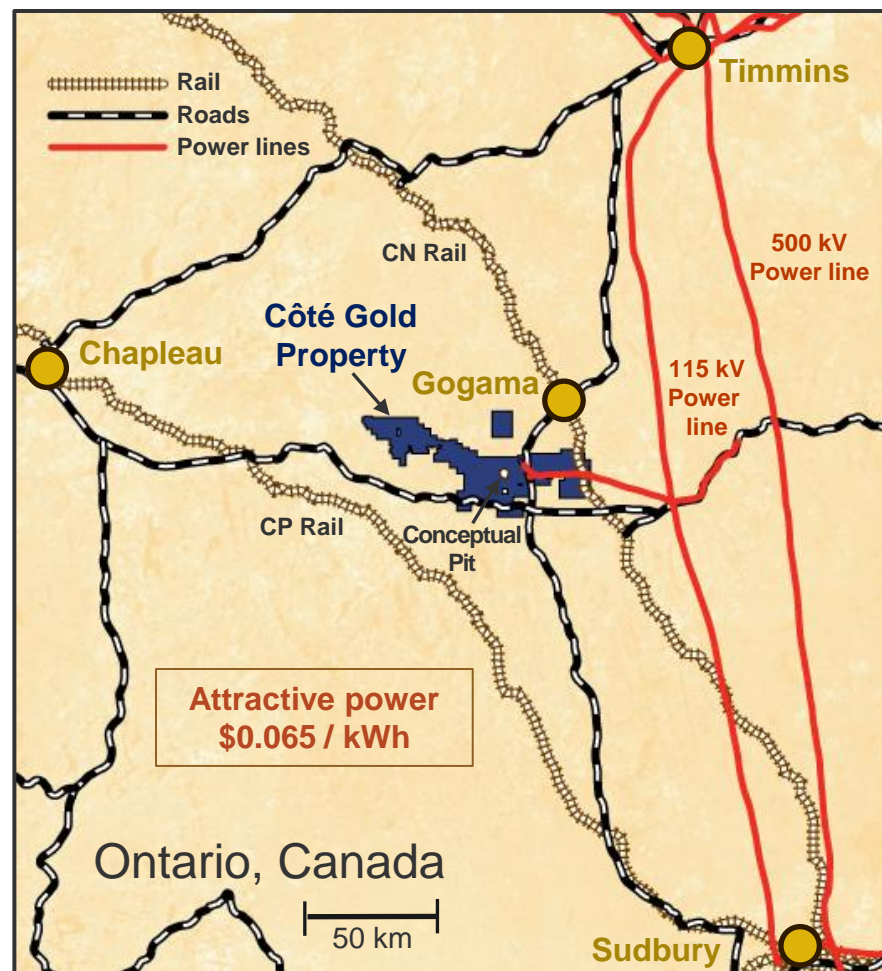 Rail
Roads
Power lines
Timmins
CN Rail
500 kV
Power line
Côté Gold
Property
Chapleau
Gogama
115 kV
Power
line
CP Rail
Conceptual
Pit
Attractive power
$0.065 / kWh
Ontario, Canada
50 km
Sudbury